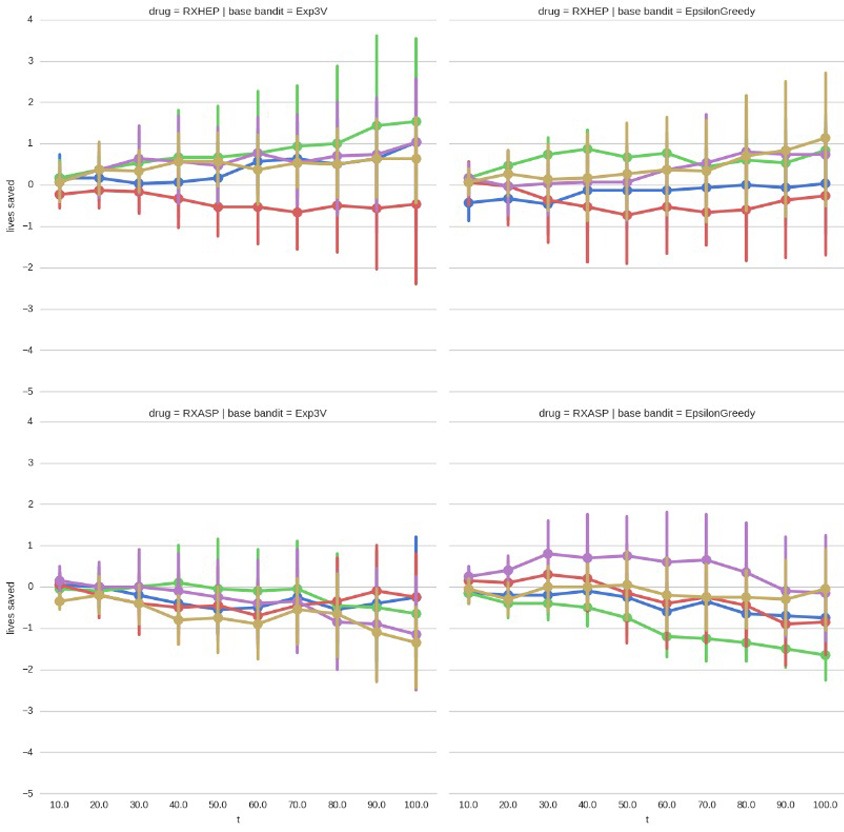 drug = RXHEP | base bandit = Exp3V
drug = RXHEP | base bandit = EpsilonGreedy
4
3
2
1
0
−1
−2
−3
−4
−5
lives saved
drug = RXASP | base bandit = Exp3V
drug = RXASP | base bandit = EpsilonGreedy
4
3
2
1
0
−1
−2
−3
−4
−5
lives saved
10.0 20.0 30.0 40.0 50.0 60.0 70.0 80.0 90.0 100.0
10.0 20.0 30.0 40.0 50.0 60.0 70.0 80.0 90.0 100.0
t
t